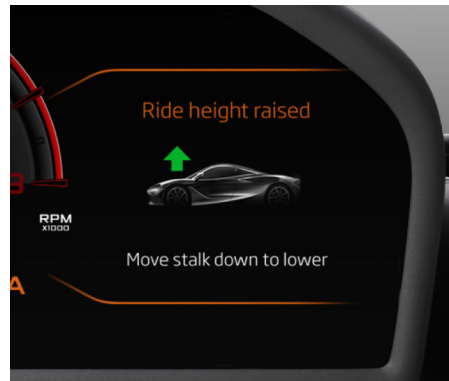 Ride height raised
RPM
X1000
A
Move stalk down to lower